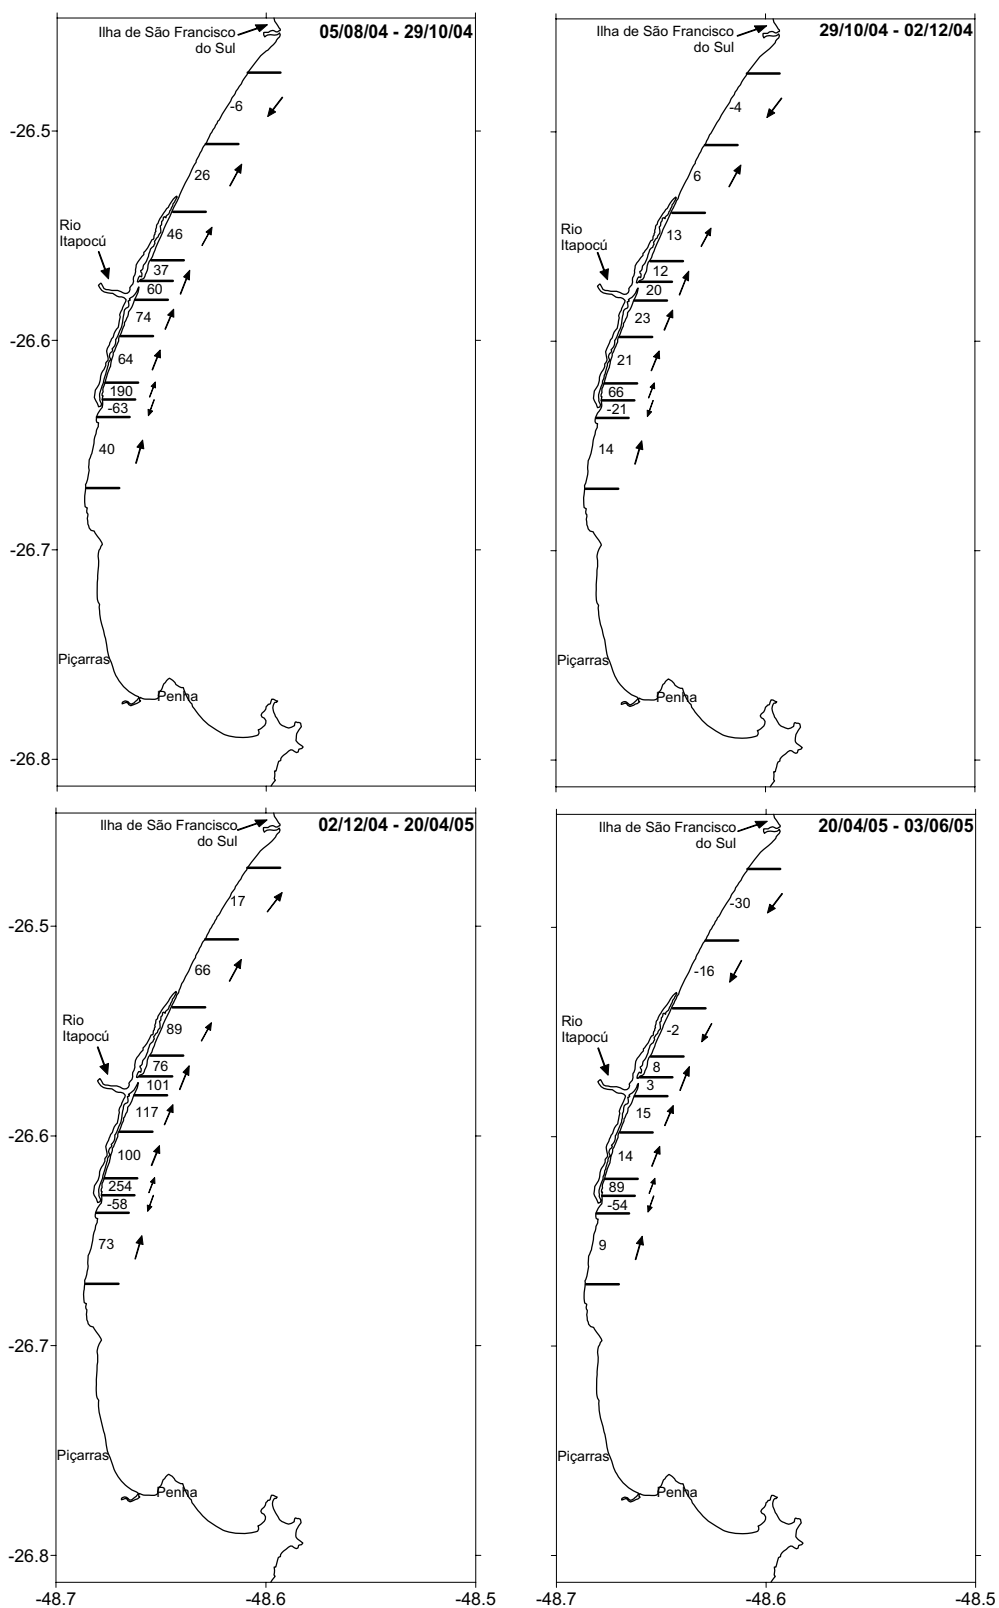 Ilha de São Francisco
do Sul
05/08/04 - 29/10/04
-6
-26.5
26
Rio
Itapocú
46
37
60
74
-26.6
64
190
-63
40
-26.7
Piçarras
Penha
-26.8
Ilha de São Francisco
do Sul
29/10/04 - 02/12/04
-4
6
Rio
Itapocú
13
12
20
23
21
66
-21
14
Piçarras
Penha
Ilha de São Francisco
do Sul
02/12/04 - 20/04/05
17
-26.5
66
Rio
Itapocú
89
76
101
117
-26.6
100
254
-58
73
-26.7
Piçarras
Penha
-26.8
-48.7
-48.6
-48.5
Ilha de São Francisco
do Sul
20/04/05 - 03/06/05
-30
-16
Rio
Itapocú
-2
8
3
15
14
89
-54
9
Piçarras
Penha
-48.7
-48.6
-48.5